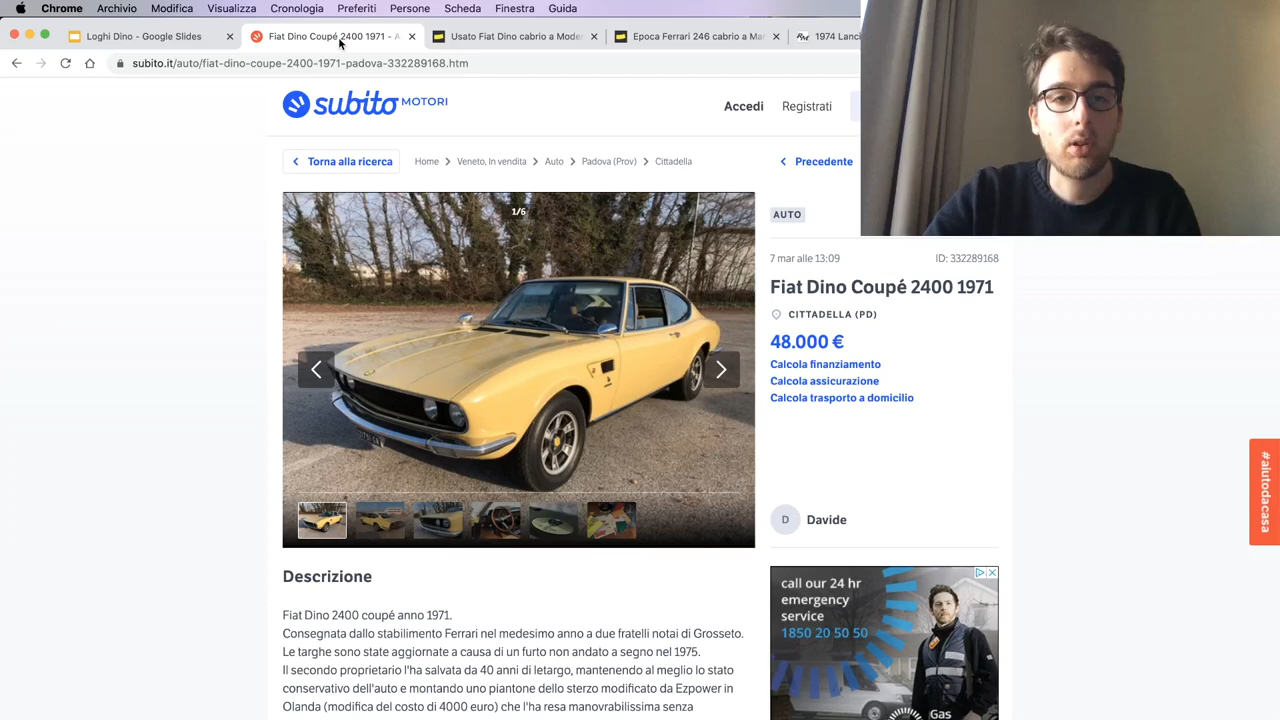 Chrome Archivio Modifica Visualizza Cronologia Preferiti Persone Scheda Finestra Guida
Loghi Dino - Google Slides
Fiat Dino Coupé 2400 1971 - A
Usato Fiat Dino cabrio a Mode
Epoca Ferrari 246 cabrio a Ma
1974 Lanci
subito.it/auto/fiat-dino-coupe-2400-1971-padova-332289168.htm
subito MOTORI
Accedi Registrati
Torna alla ricerca
Home Veneto, In vendita Auto Padova (Prov) Cittadella
Precedente
1/6
AUTO
7 mar alle 13:09 ID: 332289168
Fiat Dino Coupé 2400 1971
CITTADELLA (PD)
48.000 €
Calcola finanziamento
Calcola assicurazione
Calcola trasporto a domicilio
#aiutodacasa
D Davide
Descrizione
Fiat Dino 2400 coupé anno 1971.
Consegnata dallo stabilimento Ferrari nel medesimo anno a due fratelli notai di Grosseto.
Le targhe sono state aggiornate a causa di un furto non andato a segno nel 1975.
Il secondo proprietario l'ha salvata da 40 anni di letargo, mantenendo al meglio lo stato
conservativo dell'auto e montando uno piantone dello sterzo modificato da Ezpower in
Olanda (modifica del costo di 4000 euro) che l'ha resa manovrabilissima senza
call our 24 hr
emergency
service
1850 20 50 50
Gas